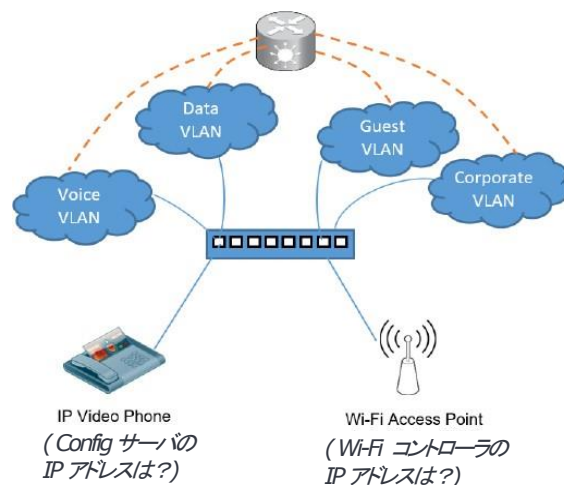 Data
VLAN
Guest
VLAN
Voice
VLAN
Corporate
VLAN
IP Video Phone
( Config サーバの
IP アドレスは？)
Wi-Fi Access Point
( Wi-Fi コントローラの
IP アドレスは？)